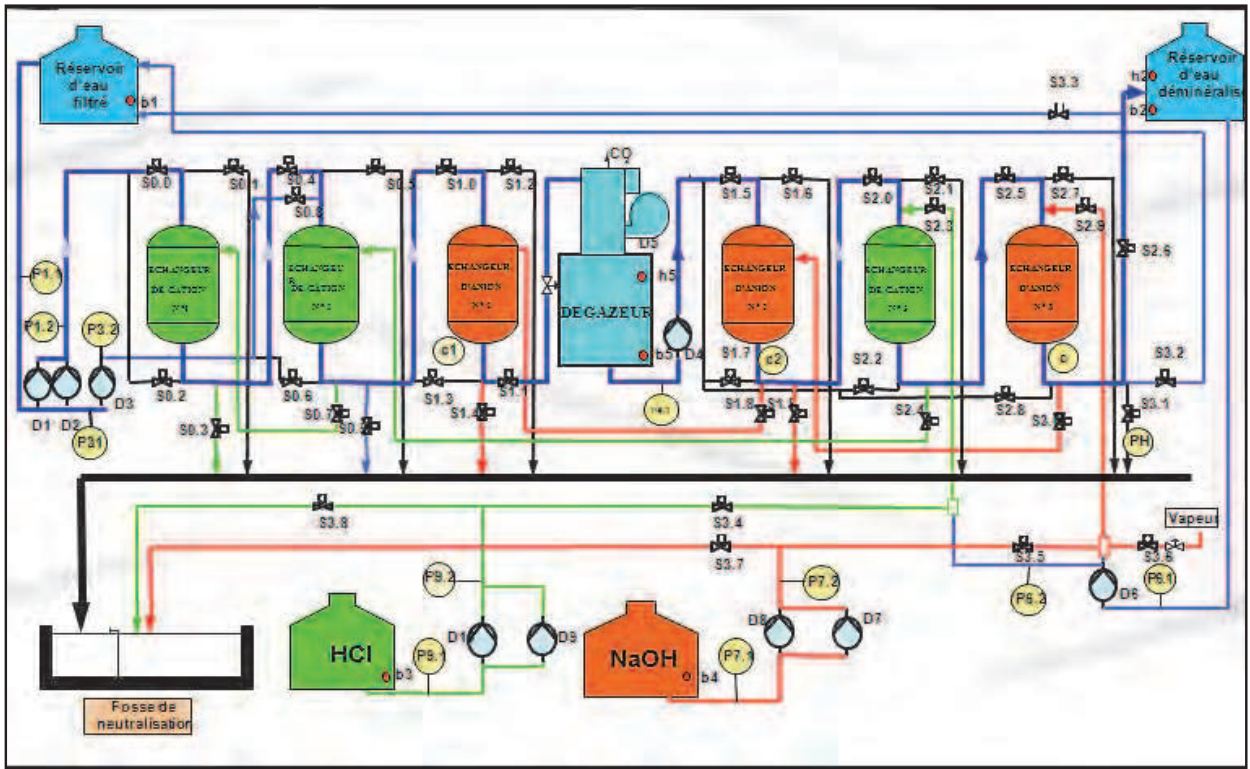 Réservoir
d'eau
filtré
b1
S3.3
Réservoir
d'eau
déminéralisé
h2
b2
CO
S0.0
S0.1
S0.4
S0.5
S0.8
S1.0
S1.2
S1.5
S1.6
S2.0
S2.1
S2.3
S2.5
S2.7
S2.9
S2.6
D5
P1.1
P1.2
P3.2
ECHANGEUR
DE CATION
N°1
DE CATION
ECHANGEUR
D'ANION
h5
DEGAZEUR
b5
D4
ECHANGEUR
D'ANION
ECHANGEUR
DE CATION
ECHANGEUR
D'ANION
c1
c2
S1.7
S2.2
S3.2
D1
D2
D3
P31
S0.2
S0.3
S0.6
S0.7
S1.3
S1.4
S1.1
S1.8
S2.4
S2.8
S3.1
PH
S3.8
S3.4
S3.7
S3.5
S3.6
Vapeur
P9.2
P7.2
P6.2
P6.1
D6
HCl
b3
P9.1
D1
D9
NaOH
b4
P7.1
D8
D7
Fosse de
neutralisation